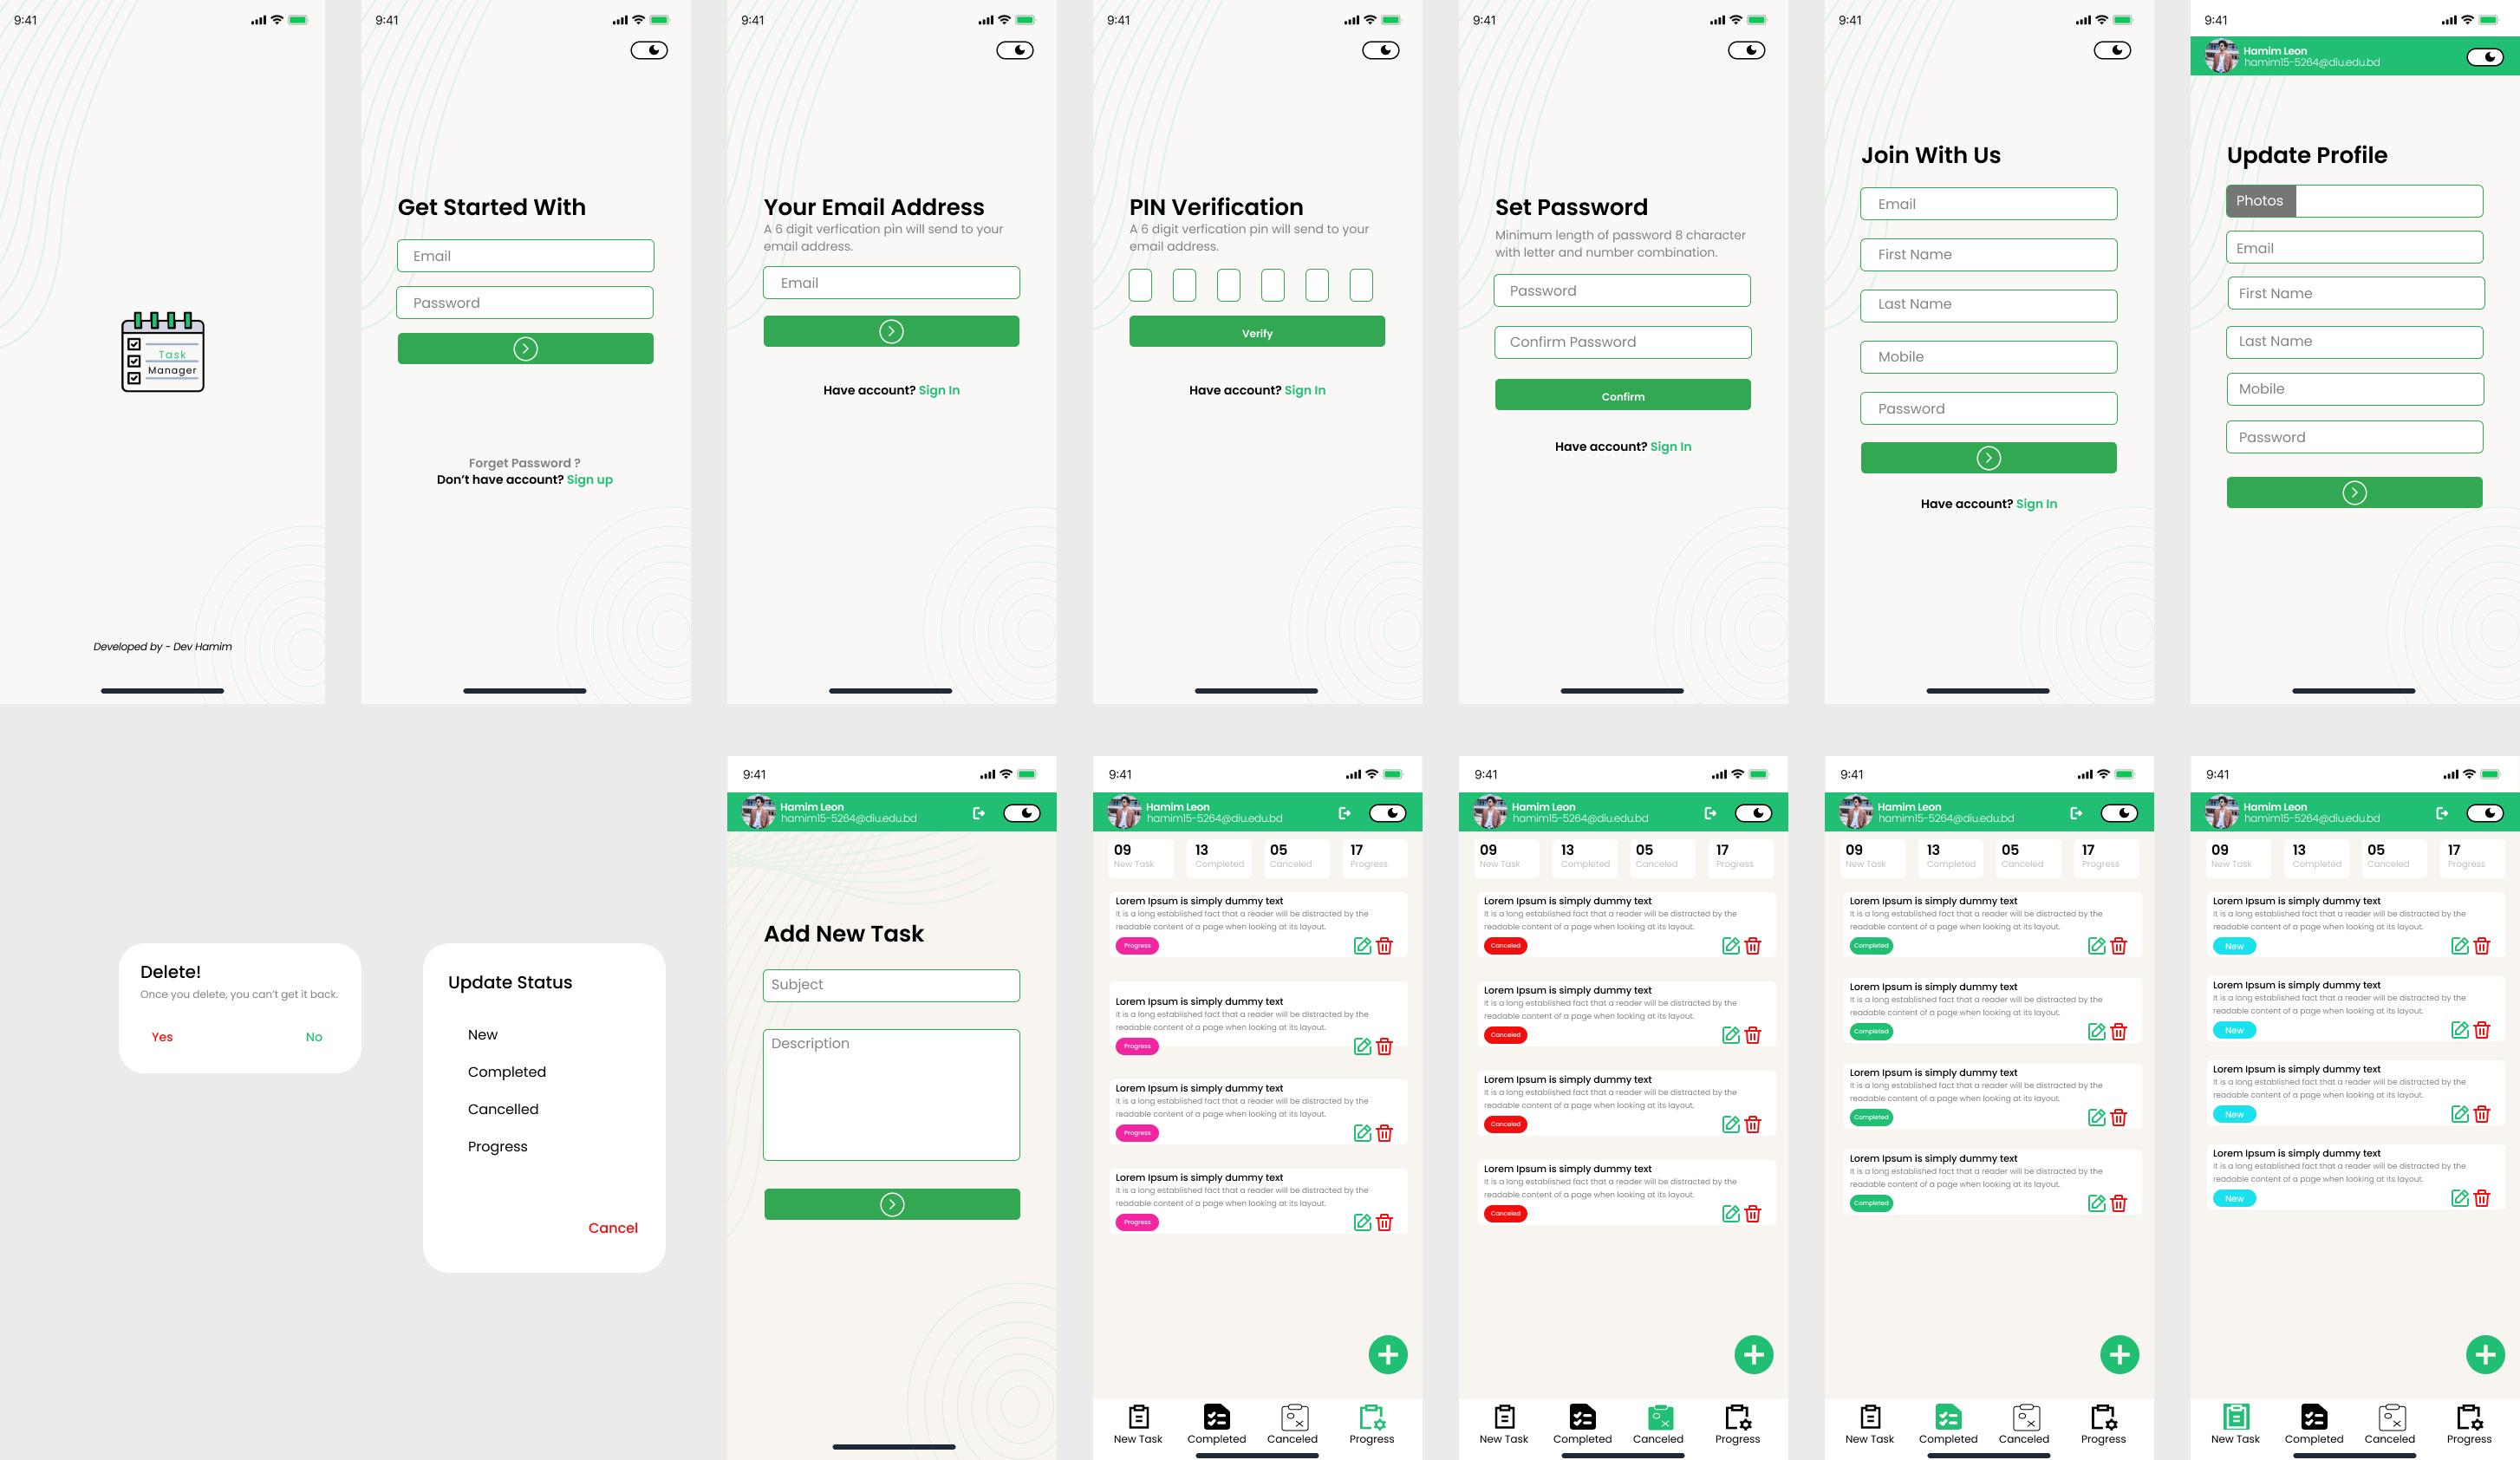 9:41
Task
Manager
Developed by - Dev Hamim
9:41
Get Started With
Email
Password
Forget Password ?
Don't have account? Sign up
9:41
Your Email Address
A 6 digit verfication pin will send to your
email address.
Email
Have account? Sign In
9:41
PIN Verification
A 6 digit verfication pin will send to your
email address.
Verify
Have account? Sign In
9:41
Set Password
Minimum length of password 8 character
with letter and number combination.
Password
Confirm Password
Confirm
Have account? Sign In
9:41
Join With Us
Email
First Name
Last Name
Mobile
Password
Have account? Sign In
9:41
Hamim Leon
hamim15-5264@diu.edu.bd
Update Profile
Photos
Email
First Name
Last Name
Mobile
Password
Delete!
Once you delete, you can't get it back.
Yes No
Update Status
New
Completed
Cancelled
Progress
Cancel
9:41
Hamim Leon
hamim15-5264@diu.edu.bd
Add New Task
Subject
Description
9:41
Hamim Leon
hamim15-5264@diu.edu.bd
09 13 05 17
New Task Completed Canceled Progress
Lorem Ipsum is simply dummy text
It is a long established fact that a reader will be distracted by the
readable content of a page when looking at its layout.
Progress
Lorem Ipsum is simply dummy text
It is a long established fact that a reader will be distracted by the
readable content of a page when looking at its layout.
Progress
Lorem Ipsum is simply dummy text
It is a long established fact that a reader will be distracted by the
readable content of a page when looking at its layout.
Progress
Lorem Ipsum is simply dummy text
It is a long established fact that a reader will be distracted by the
readable content of a page when looking at its layout.
Progress
New Task Completed Canceled Progress
9:41
Hamim Leon
hamim15-5264@diu.edu.bd
09 13 05 17
New Task Completed Canceled Progress
Lorem Ipsum is simply dummy text
It is a long established fact that a reader will be distracted by the
readable content of a page when looking at its layout.
Canceled
Lorem Ipsum is simply dummy text
It is a long established fact that a reader will be distracted by the
readable content of a page when looking at its layout.
Canceled
Lorem Ipsum is simply dummy text
It is a long established fact that a reader will be distracted by the
readable content of a page when looking at its layout.
Canceled
Lorem Ipsum is simply dummy text
It is a long established fact that a reader will be distracted by the
readable content of a page when looking at its layout.
Canceled
New Task Completed Canceled Progress
9:41
Hamim Leon
hamim15-5264@diu.edu.bd
09 13 05 17
New Task Completed Canceled Progress
Lorem Ipsum is simply dummy text
It is a long established fact that a reader will be distracted by the
readable content of a page when looking at its layout.
Completed
Lorem Ipsum is simply dummy text
It is a long established fact that a reader will be distracted by the
readable content of a page when looking at its layout.
Completed
Lorem Ipsum is simply dummy text
It is a long established fact that a reader will be distracted by the
readable content of a page when looking at its layout.
Completed
Lorem Ipsum is simply dummy text
It is a long established fact that a reader will be distracted by the
readable content of a page when looking at its layout.
Completed
New Task Completed Canceled Progress
9:41
Hamim Leon
hamim15-5264@diu.edu.bd
09 13 05 17
New Task Completed Canceled Progress
Lorem Ipsum is simply dummy text
It is a long established fact that a reader will be distracted by the
readable content of a page when looking at its layout.
New
Lorem Ipsum is simply dummy text
It is a long established fact that a reader will be distracted by the
readable content of a page when looking at its layout.
New
Lorem Ipsum is simply dummy text
It is a long established fact that a reader will be distracted by the
readable content of a page when looking at its layout.
New
Lorem Ipsum is simply dummy text
It is a long established fact that a reader will be distracted by the
readable content of a page when looking at its layout.
New
New Task Completed Canceled Progress